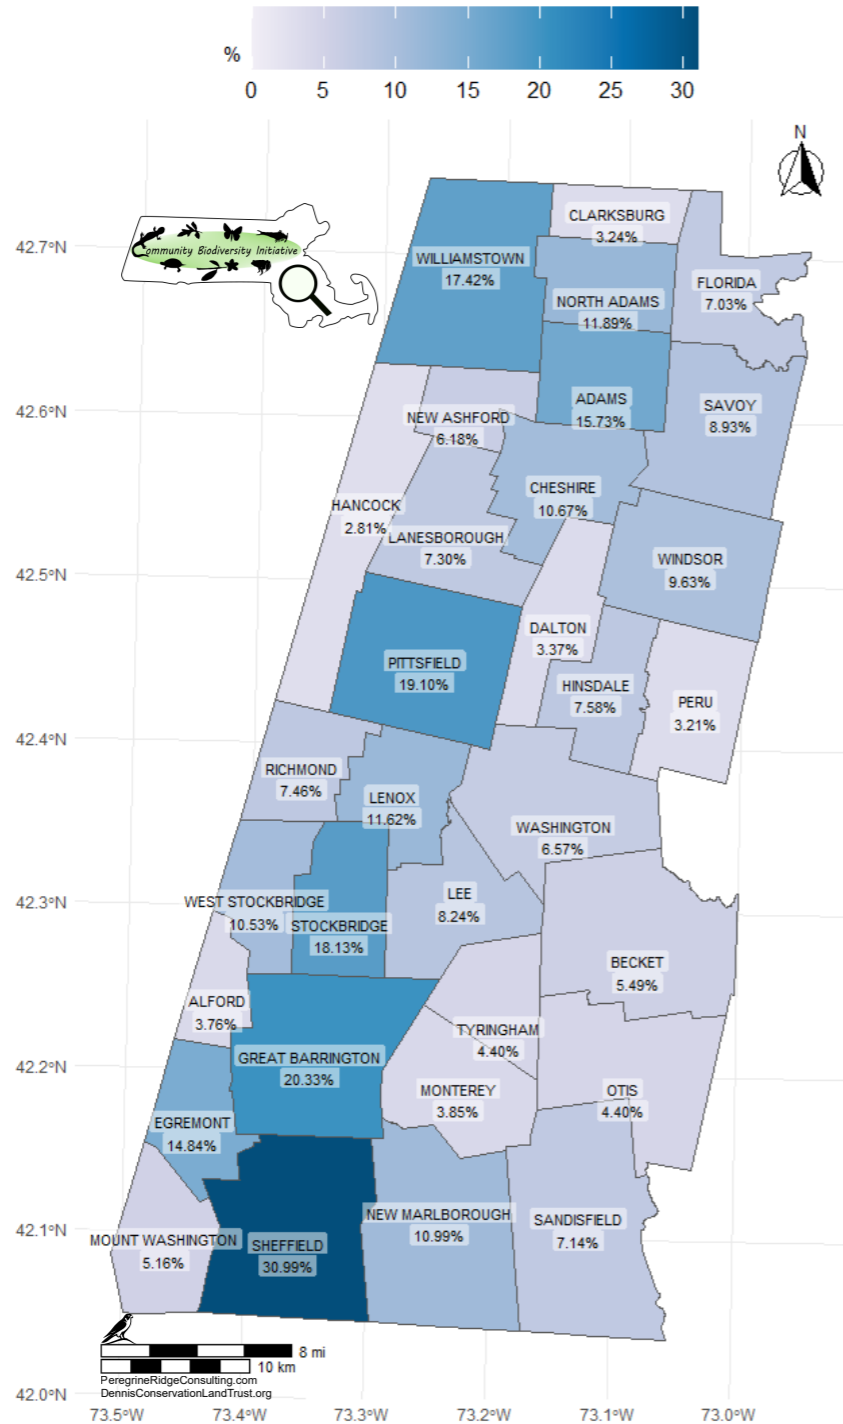 %
0 5 10 15 20 25 30
N
ommunity Biodiversity Initiative
42.7°N
42.6°N
42.5°N
42.4°N
42.3°N
42.2°N
42.1°N
42.0°N
CLARKSBURG
3.24%
WILLIAMSTOWN
17.42%
FLORIDA
7.03%
NORTH ADAMS
11.89%
ADAMS
15.73%
SAVOY
8.93%
NEW ASHFORD
6.18%
CHESHIRE
10.67%
HANCOCK
2.81%
LANESBOROUGH
7.30%
WINDSOR
9.63%
DALTON
3.37%
PITTSFIELD
19.10%
HINSDALE
7.58%
PERU
3.21%
RICHMOND
7.46%
LENOX
11.62%
WASHINGTON
6.57%
LEE
8.24%
WEST STOCKBRIDGE
10.53%
STOCKBRIDGE
18.13%
BECKET
5.49%
ALFORD
3.76%
TYRINGHAM
4.40%
GREAT BARRINGTON
20.33%
MONTEREY
3.85%
OTIS
4.40%
EGREMONT
14.84%
NEW MARLBOROUGH
10.99%
SANDISFIELD
7.14%
MOUNT WASHINGTON
5.16%
SHEFFIELD
30.99%
8 mi
10 km
PeregrineRidgeConsulting.com
DennisConservationLandTrust.org
73.5°W 73.4°W 73.3°W 73.2°W 73.1°W 73.0°W